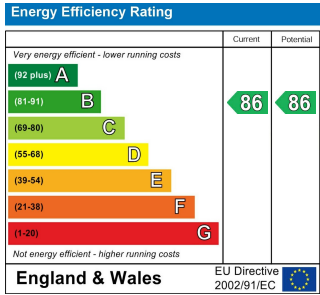 Energy Efficiency Rating
Current Potential
Very energy efficient - lower running costs
(92 plus) A
(81-91) B 86 86
(69-80) C
(55-68) D
(39-54) E
(21-38) F
(1-20) G
Not energy efficient - higher running costs
England & Wales
EU Directive
2002/91/EC